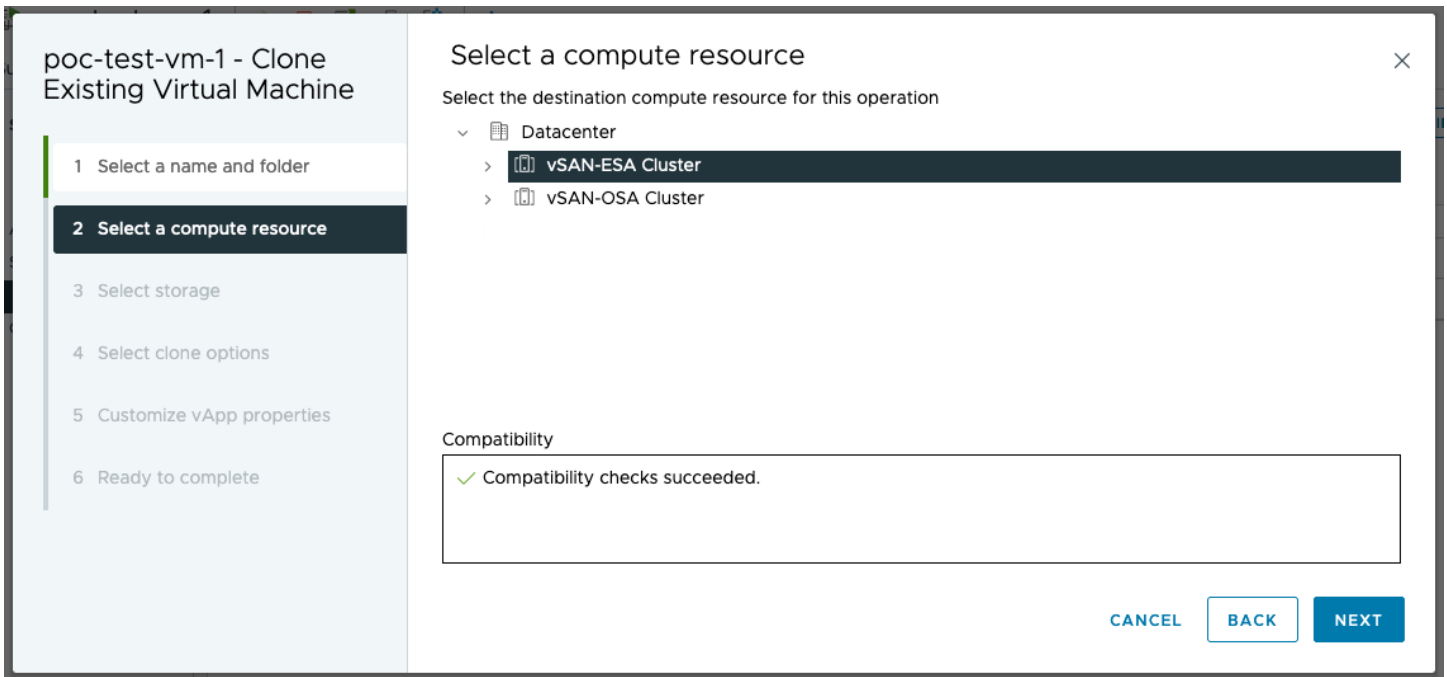 poc-test-vm-1 - Clone
Existing Virtual Machine
1 Select a name and folder
2 Select a compute resource
3 Select storage
4 Select clone options
5 Customize vApp properties
6 Ready to complete
Select a compute resource
Select the destination compute resource for this operation
Datacenter
vSAN-ESA Cluster
vSAN-OSA Cluster
Compatibility
Compatibility checks succeeded.
CANCEL BACK NEXT